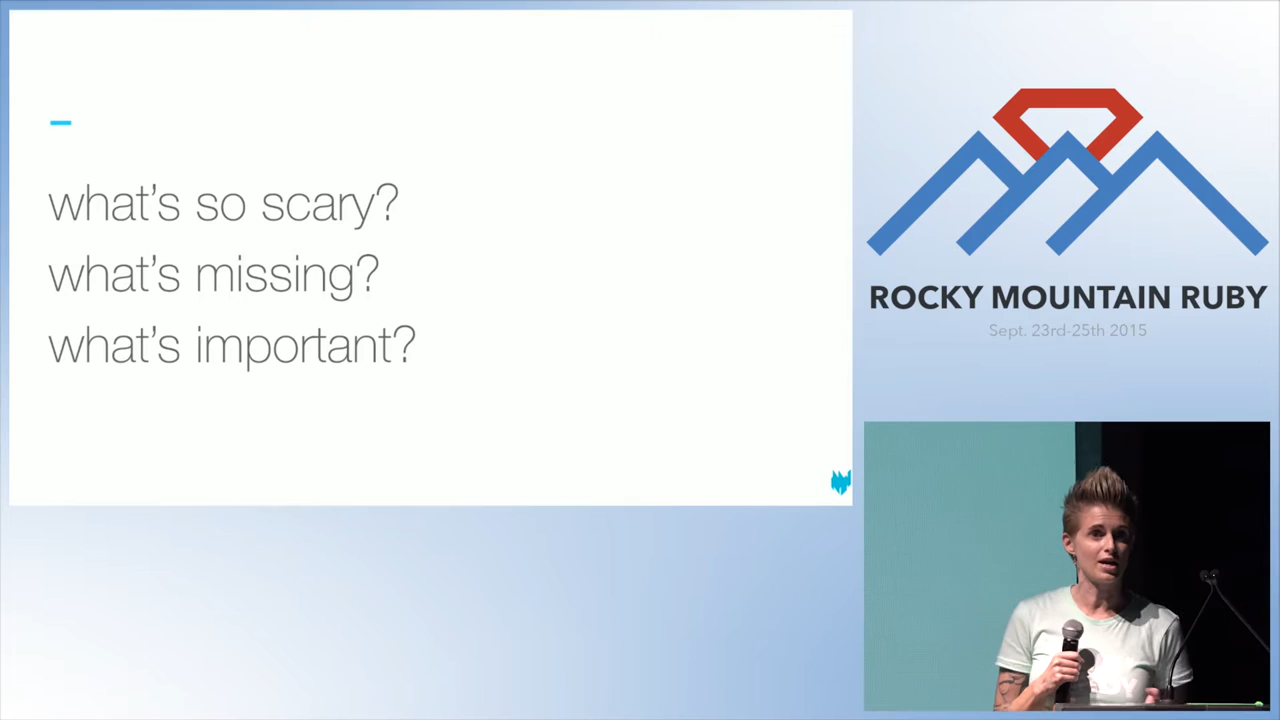 what's so scary?
what's missing?
what's important?
ROCKY MOUNTAIN RUBY
Sept. 23rd-25th 2015